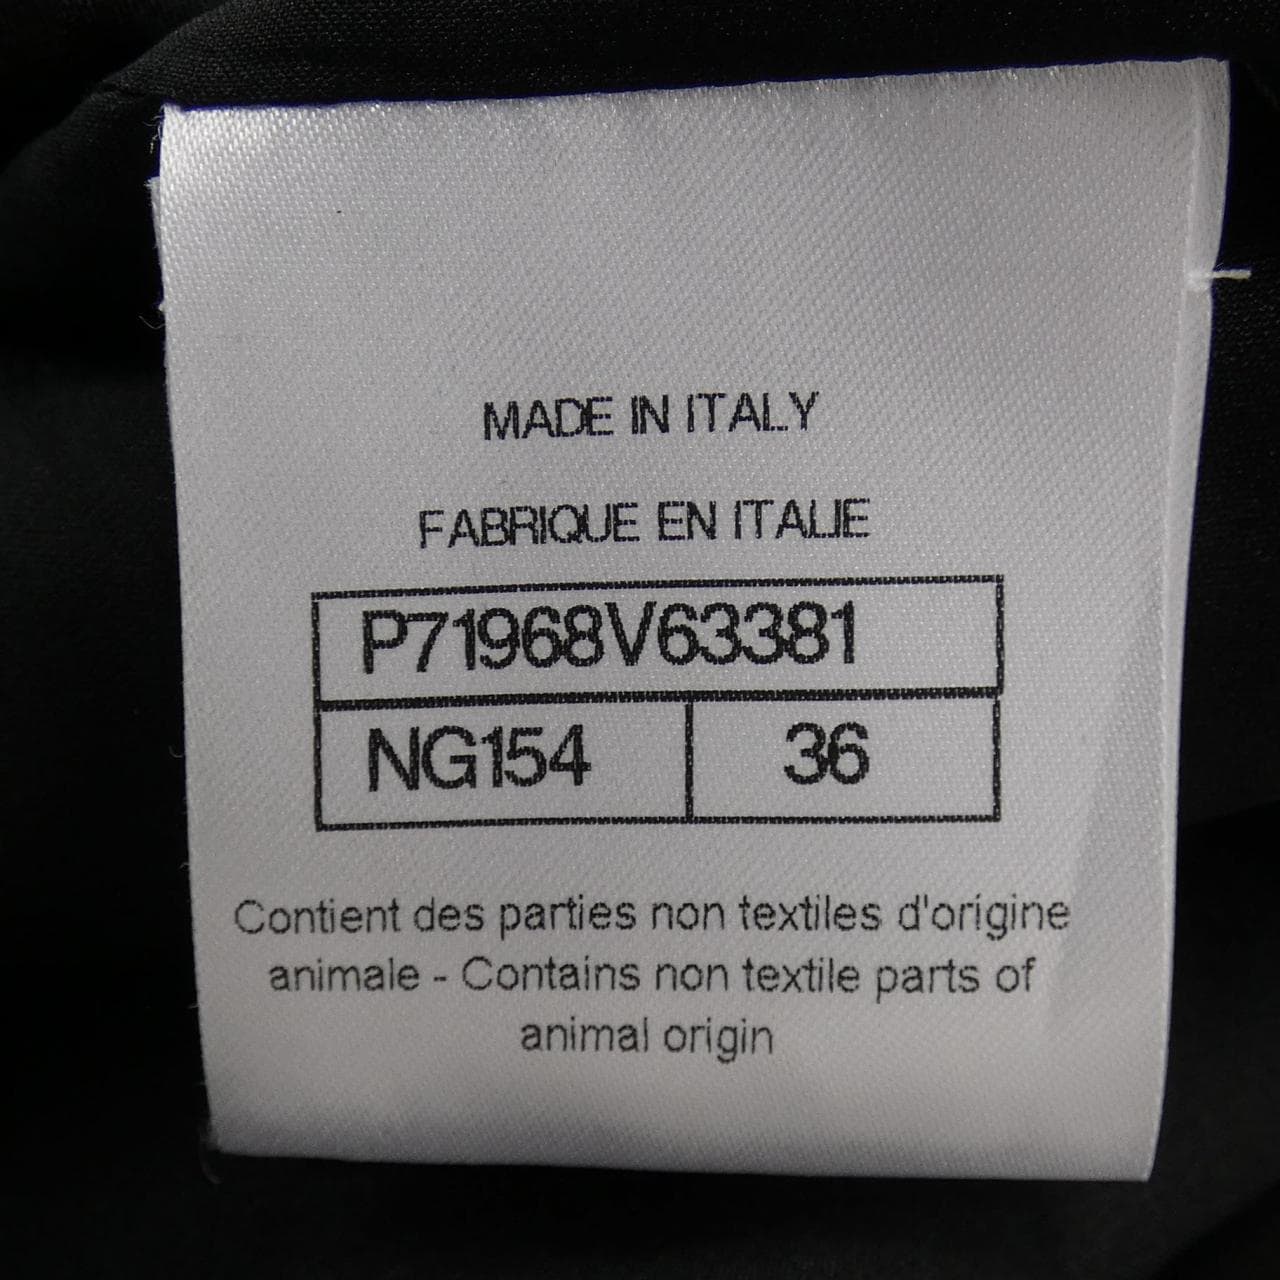 MADE IN ITALY
FABRIQUE EN ITALIE
P71968V63381
NG154 36
Contient des parties non textiles d'origine
animale - Contains non textile parts of
animal origin